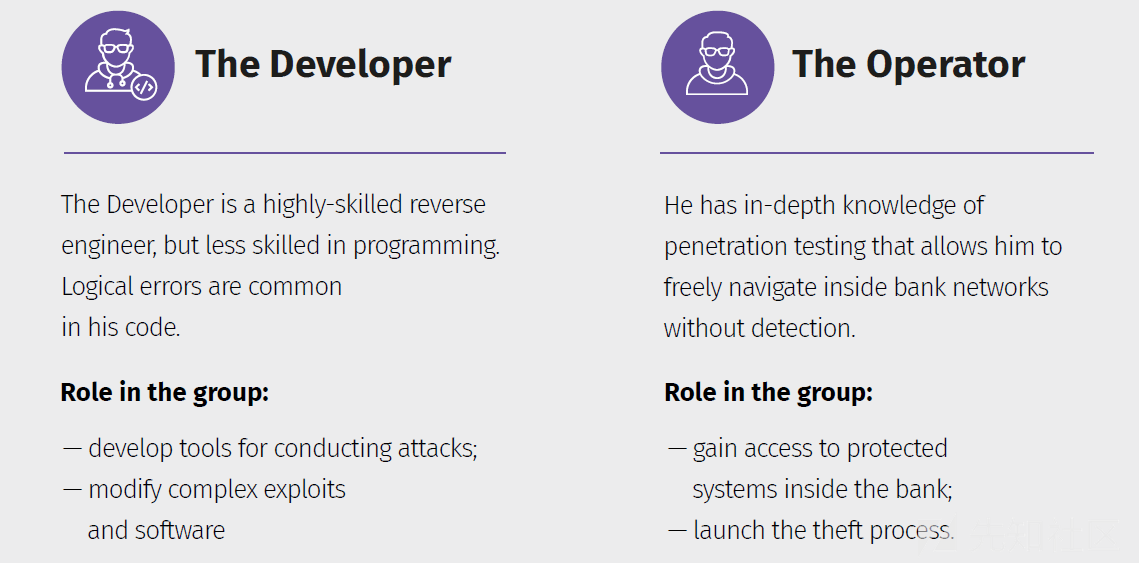 The Developer
The Developer is a highly-skilled reverse
engineer, but less skilled in programming.
Logical errors are common
in his code.
Role in the group:
— develop tools for conducting attacks;
— modify complex exploits
and software
The Operator
He has in-depth knowledge of
penetration testing that allows him to
freely navigate inside bank networks
without detection.
Role in the group:
— gain access to protected
systems inside the bank;
— launch the theft process.